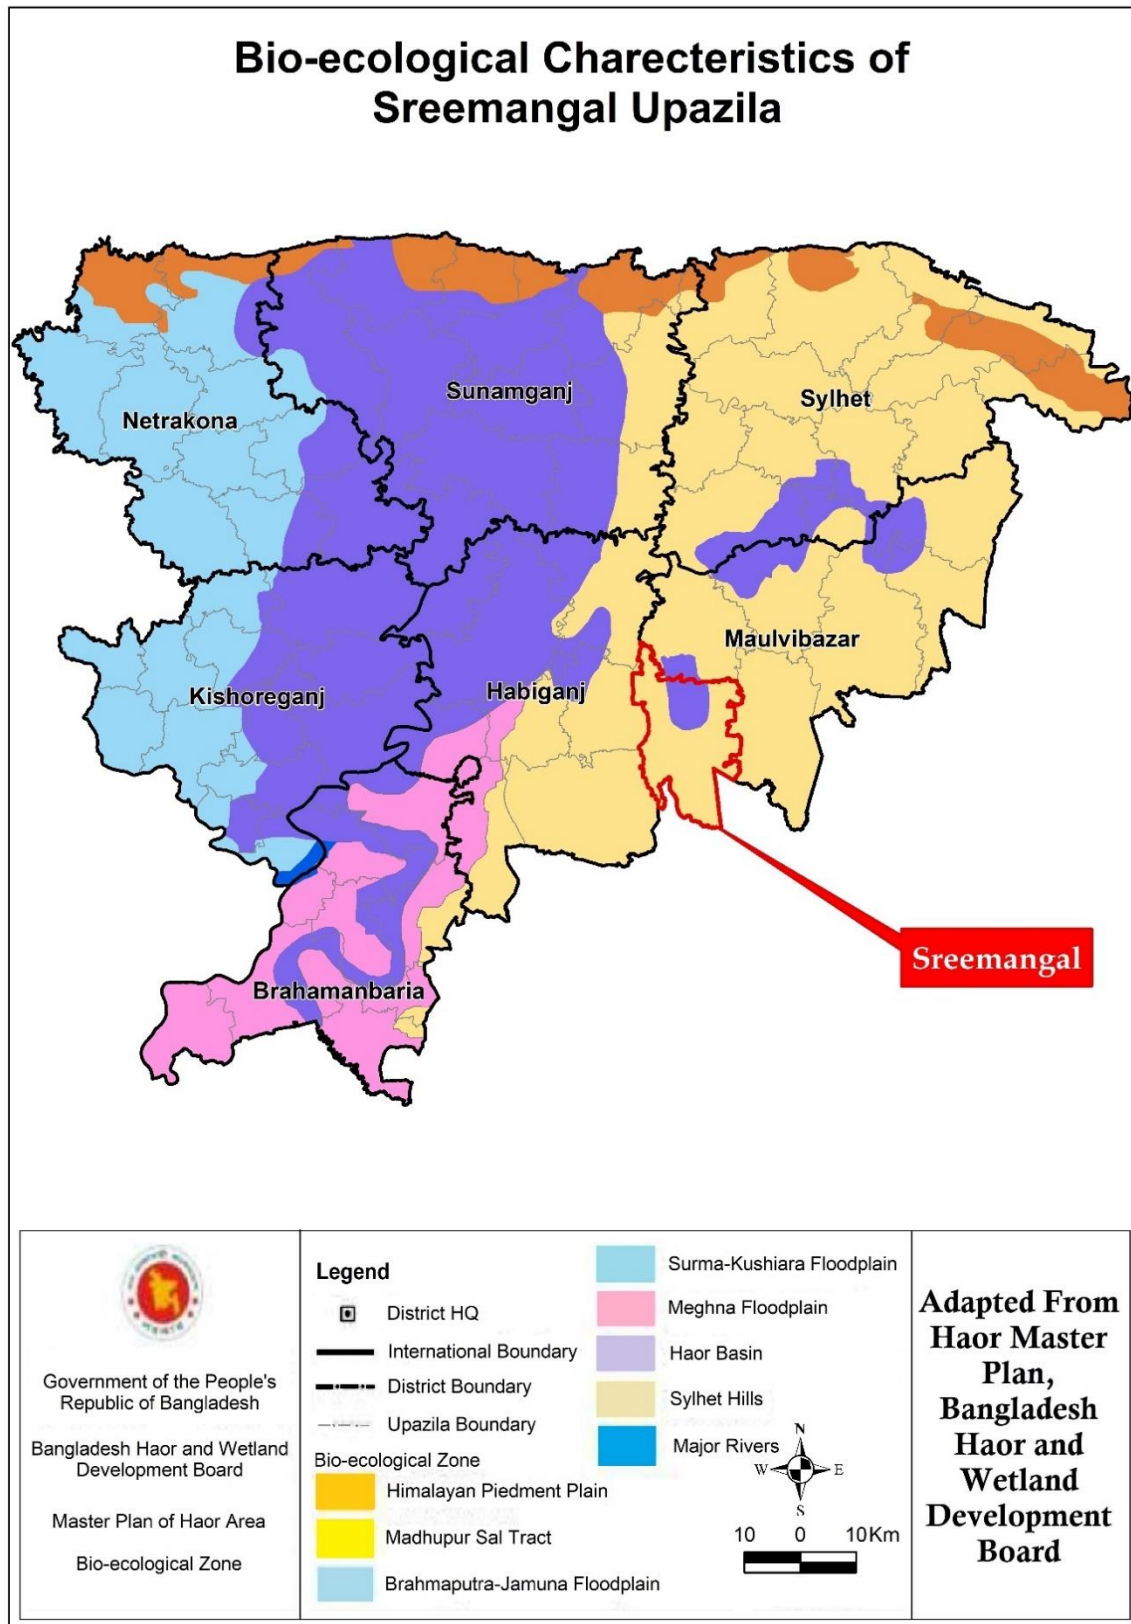 Bio-ecological Charecteristics of
Sreemangal Upazila
Sunamganj
Sylhet
Netrakona
Maulvibazar
Kishoreganj
Habiganj
Sreemangal
Brahamanbaria
Government of the People's
Republic of Bangladesh
Bangladesh Haor and Wetland
Development Board
Master Plan of Haor Area
Bio-ecological Zone
Legend
District HQ
International Boundary
District Boundary
Upazila Boundary
Bio-ecological Zone
Himalayan Piedment Plain
Madhupur Sal Tract
Brahmaputra-Jamuna Floodplain
Surma-Kushiara Floodplain
Meghna Floodplain
Haor Basin
Sylhet Hills
Major Rivers
N
W E
S
10 0 10 Km
Adapted From
Haor Master
Plan,
Bangladesh
Haor and
Wetland
Development
Board